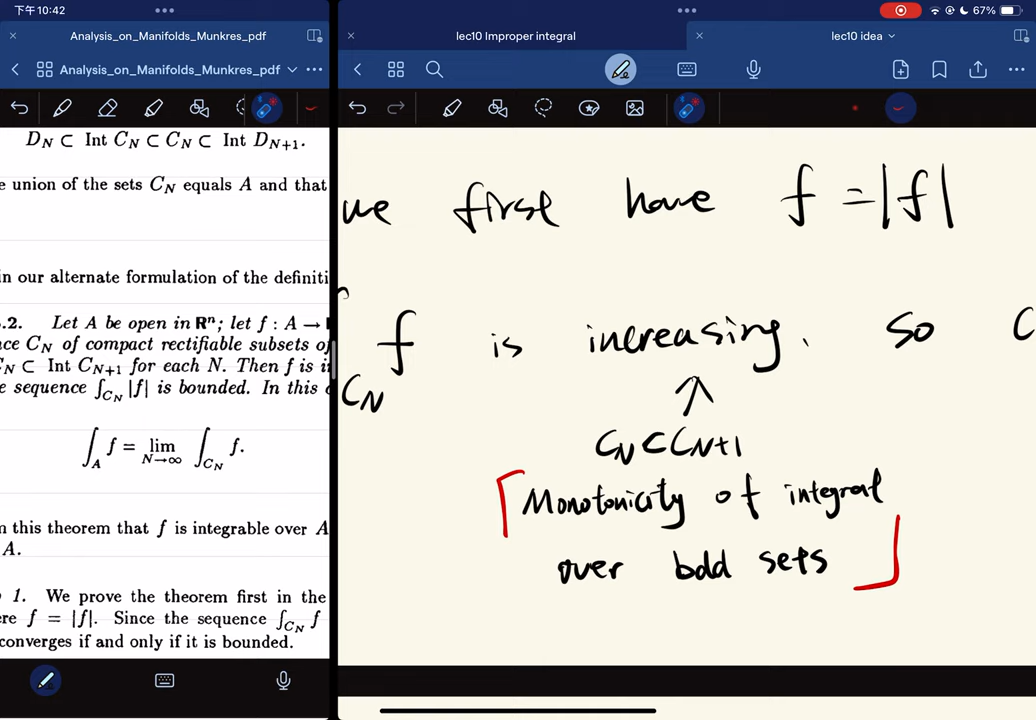 下午10:42
67%
Analysis_on_Manifolds_Munkres_pdf
Analysis_on_Manifolds_Munkres_pdf
D_N ⊂ Int C_N ⊂ C_N ⊂ Int D_{N+1}.
e union of the sets C_N equals A and that
in our alternate formulation of the definiti
.2. Let A be open in R^n; let f : A →
ce C_N of compact rectifiable subsets of
C_N ⊂ Int C_{N+1} for each N. Then f is i
e sequence ∫_{C_N} |f| is bounded. In this
∫_A f = lim_{N→∞} ∫_{C_N} f.
m this theorem that f is integrable over A
A.
1. We prove the theorem first in the
ere f = |f|. Since the sequence ∫_{C_N} f
converges if and only if it is bounded.
lec10 Improper integral
lec10 idea
we first have f = |f|
f is increasing. so C
C_N
C_N ⊂ C_{N+1}
Monotonicity of integral
over bdd sets